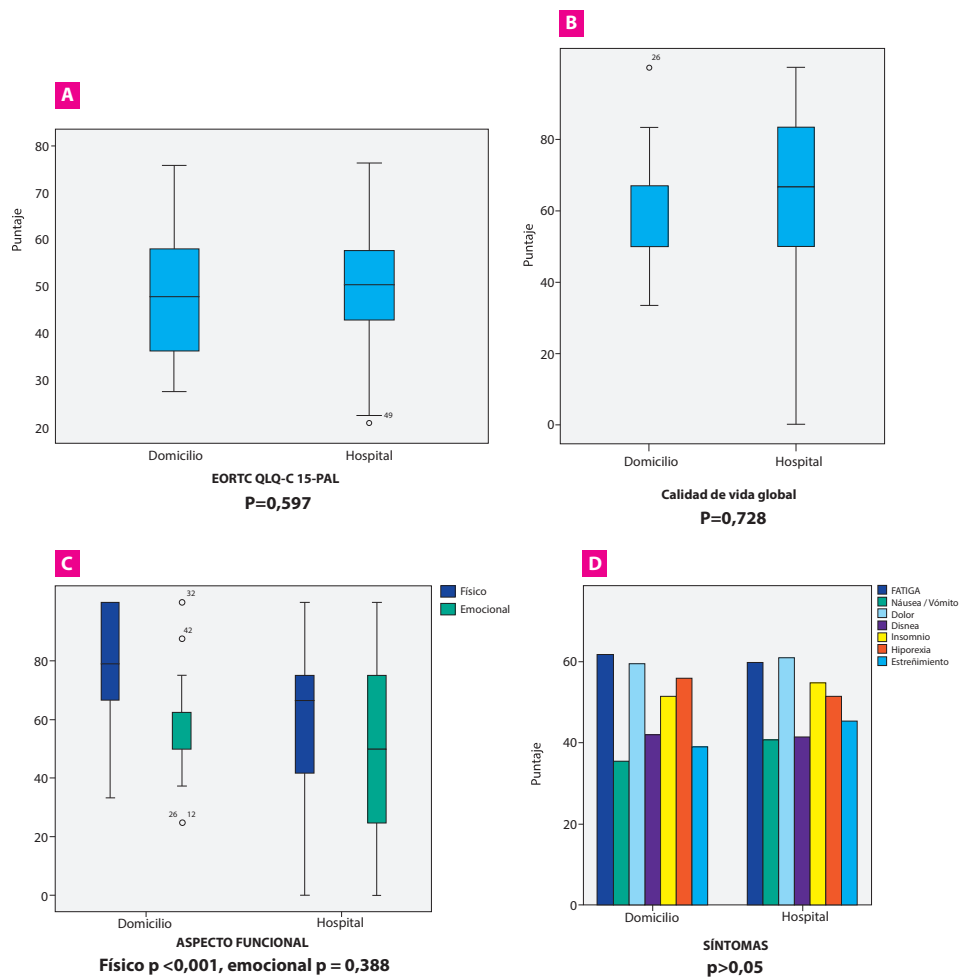 A
Puntaje
80
70
60
50
40
30
20
49
Domicilio
Hospital
EORTC QLQ-C 15-PAL
P=0,597
B
Puntaje
80
60
40
20
0
26
Domicilio
Hospital
Calidad de vida global
P=0,728
C
Físico
Emocional
80
60
40
20
0
32
42
26 12
Domicilio
Hospital
ASPECTO FUNCIONAL
Físico p <0,001, emocional p = 0,388
D
FATIGA
Náusea / Vómito
Dolor
Disnea
Insomnio
Hiporexia
Estreñimiento
Puntaje
60
40
20
0
Domicilio
Hospital
SÍNTOMAS
p>0,05